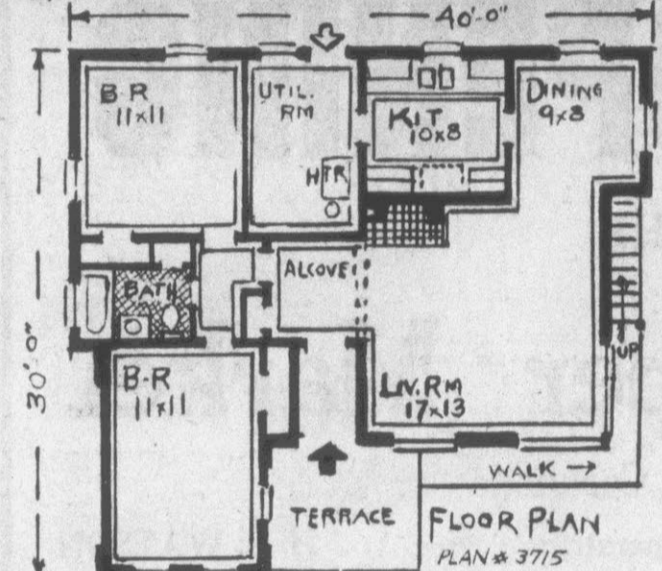 40'-0"
B-R
11x11
UTIL.
RM
KIT
10x8
DINING
9x8
HTR
BATH
ALCOVE
UP
30'-0"
B-R
11x11
LIV. RM
17x13
WALK →
TERRACE
FLOOR PLAN
PLAN # 3715